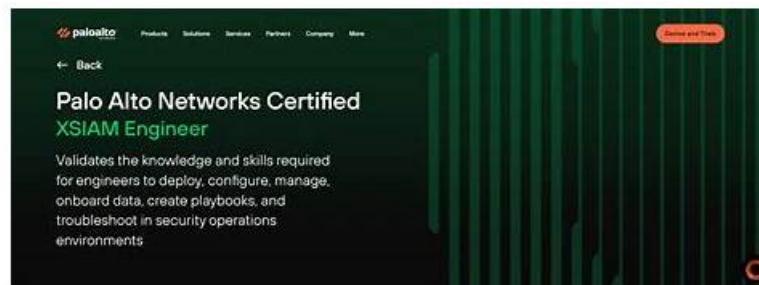 paloalto
Products Solutions Services Partners Company More
Demos and Trials
← Back
Palo Alto Networks Certified
XSIAM Engineer
Validates the knowledge and skills required
for engineers to deploy, configure, manage,
onboard data, create playbooks, and
troubleshoot in security operations
environments